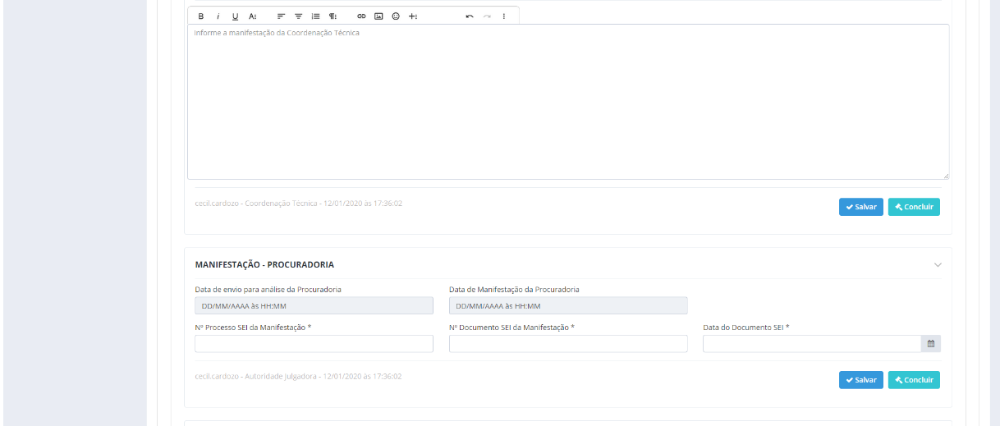 B i U A
Informe a manifestação da Coordenação Técnica
cecil.cardozo - Coordenação Técnica - 12/01/2020 às 17:36:02
Salvar Concluir
MANIFESTAÇÃO - PROCURADORIA
Data de envio para análise da Procuradoria Data de Manifestação da Procuradoria
DD/MM/AAAA às HH:MM DD/MM/AAAA às HH:MM
Nº Processo SEI da Manifestação * Nº Documento SEI da Manifestação * Data do Documento SEI *
cecil.cardozo - Autoridade Julgadora - 12/01/2020 às 17:36:02
Salvar Concluir